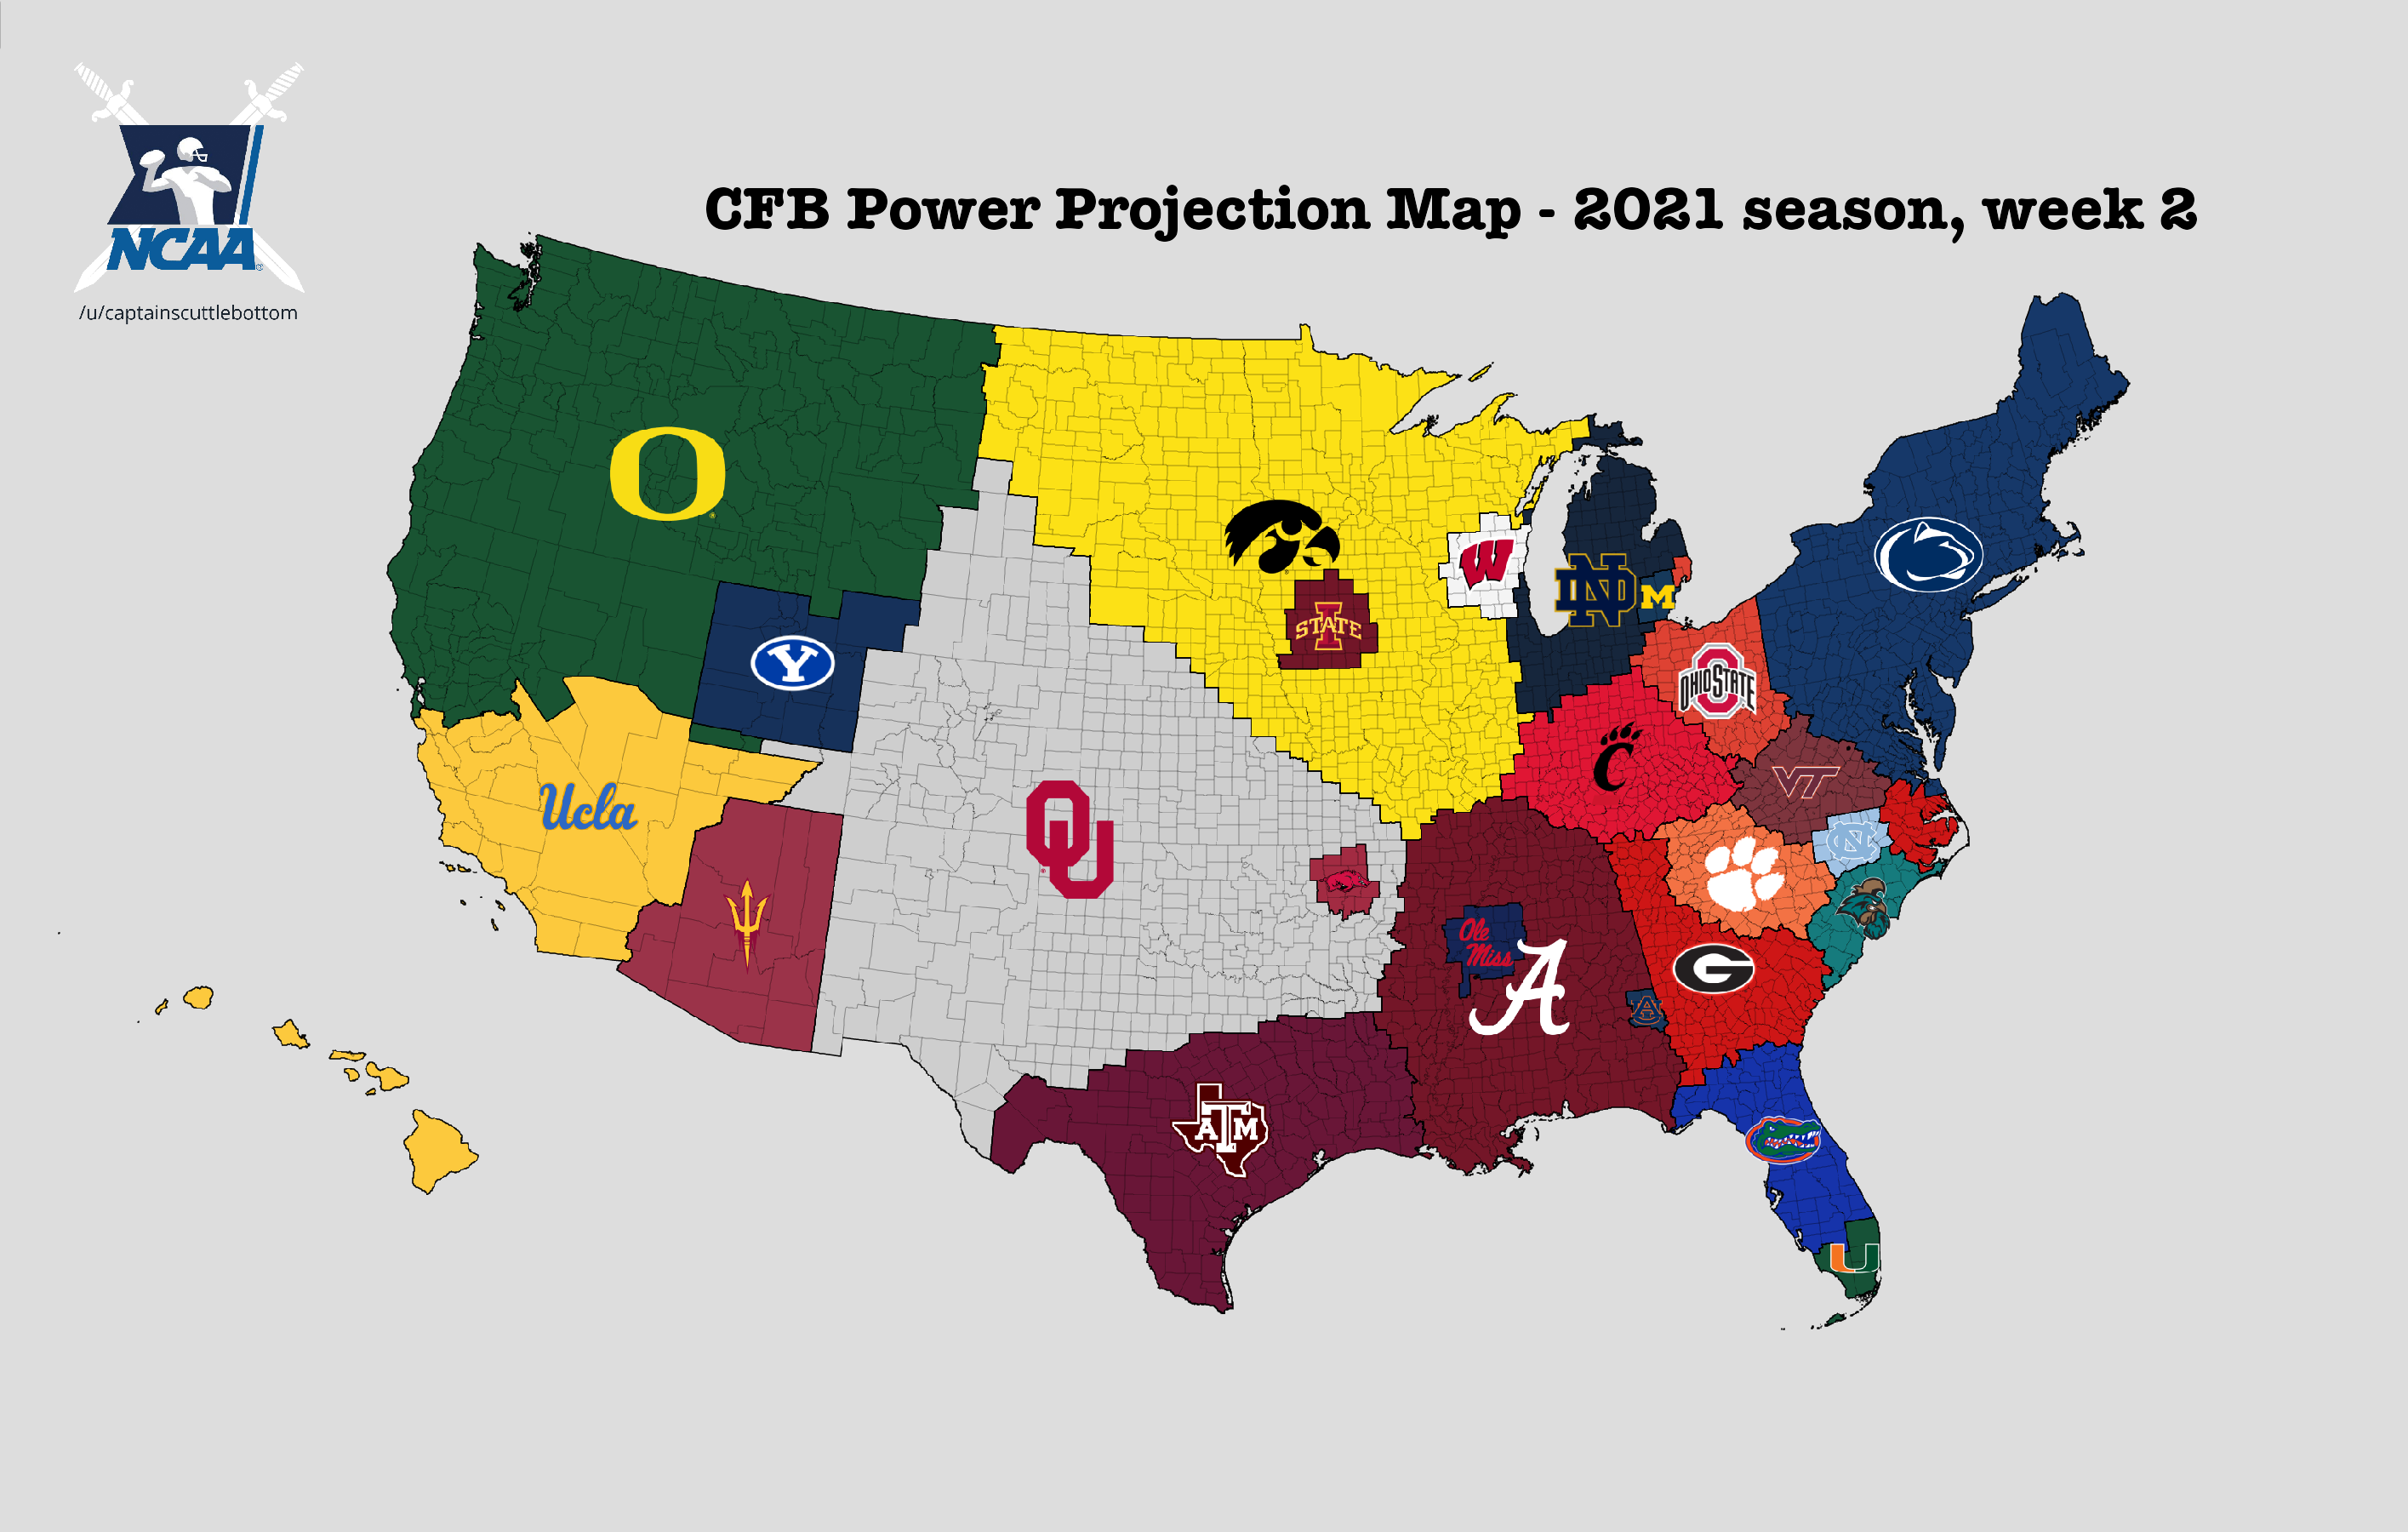 CFB Power Projection Map - 2021 season, week 2
NCAA
/u/captainscuttlebottom
O
Y
Ucla
OU
STATE
I
W
ND
M
OHIO STATE
C
VT
NC
Ole
Miss
A
AU
G
ATM
U